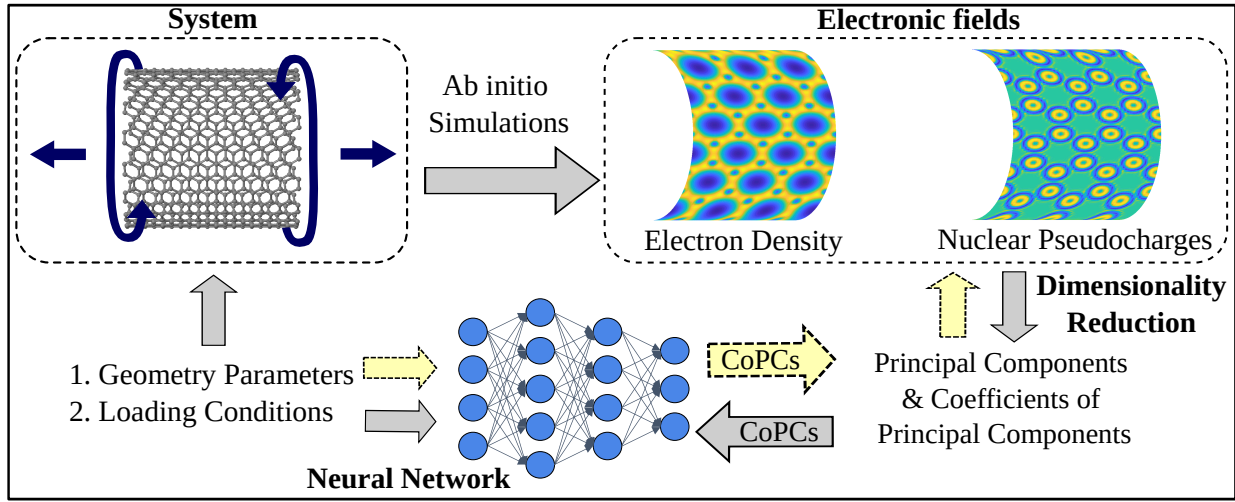 System
Electronic fields
Ab initio
Simulations
Electron Density
Nuclear Pseudocharges
Dimensionality
Reduction
1. Geometry Parameters
2. Loading Conditions
CoPCs
CoPCs
Principal Components
& Coefficients of
Principal Components
Neural Network